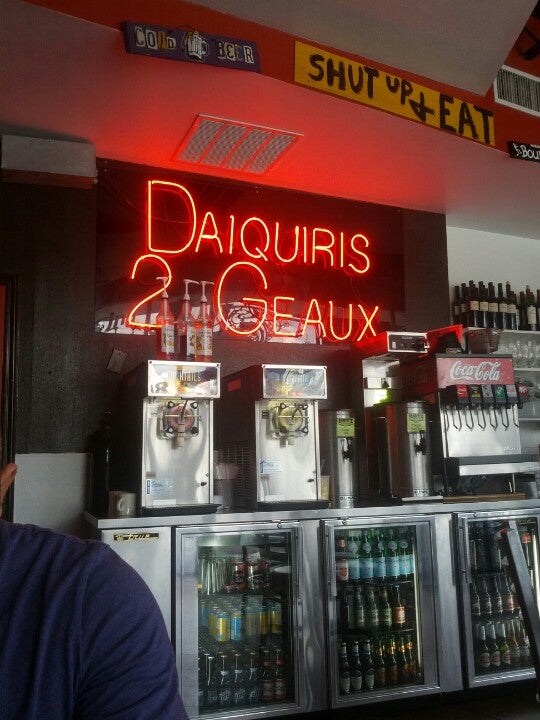 COLD BEER
SHUT UP + EAT
DAIQUIRIS
2 GEAUX
Coca-Cola